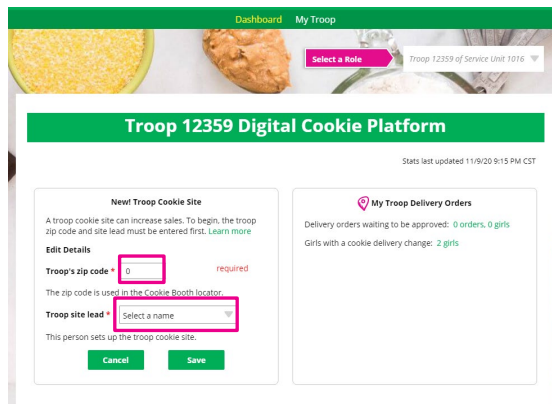 Dashboard My Troop
Select a Role
Troop 12359 of Service Unit 1016
Troop 12359 Digital Cookie Platform
Stats last updated 11/9/20 9:15 PM CST
New! Troop Cookie Site
A troop cookie site can increase sales. To begin, the troop
zip code and site lead must be entered first. Learn more
Edit Details
Troop's zip code * 0 required
The zip code is used in the Cookie Booth locator.
Troop site lead * Select a name
This person sets up the troop cookie site.
Cancel Save
My Troop Delivery Orders
Delivery orders waiting to be approved: 0 orders, 0 girls
Girls with a cookie delivery change: 2 girls